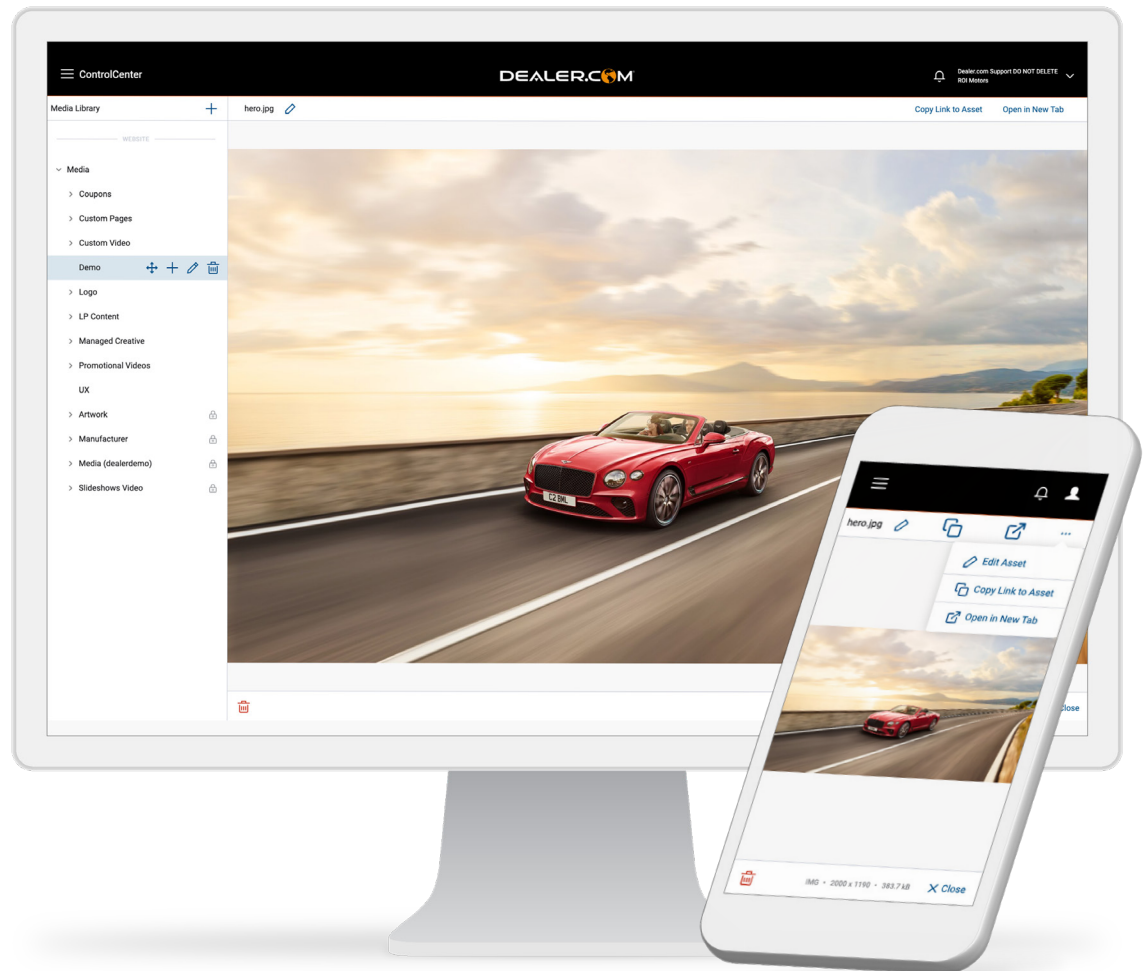 ControlCenter
DEALER.COM
Dealer.com Support DO NOT DELETE
ROI Motors
Media Library
hero.jpg
Copy Link to Asset
Open in New Tab
WEBSITE
Media
Coupons
Custom Pages
Custom Video
Demo
Logo
LP Content
Managed Creative
Promotional Videos
UX
Artwork
Manufacturer
Media (dealerdemo)
Slideshows Video
C2 BML
Close
hero.jpg
Edit Asset
Copy Link to Asset
Open in New Tab
IMG • 2000 x 1190 • 383.7 kB
Close